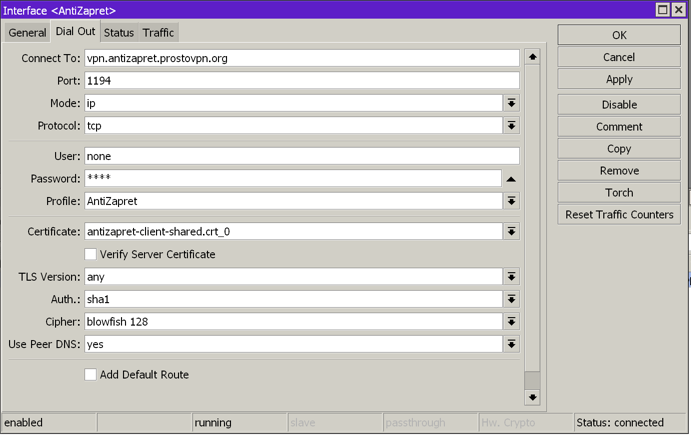 Interface <AntiZapret>
General Dial Out Status Traffic
Connect To: vpn.antizapret.prostovpn.org
Port: 1194
Mode: ip
Protocol: tcp
User: none
Password: ****
Profile: AntiZapret
Certificate: antizapret-client-shared.crt_0
Verify Server Certificate
TLS Version: any
Auth.: sha1
Cipher: blowfish 128
Use Peer DNS: yes
Add Default Route
OK
Cancel
Apply
Disable
Comment
Copy
Remove
Torch
Reset Traffic Counters
enabled running slave passthrough Hw. Crypto Status: connected